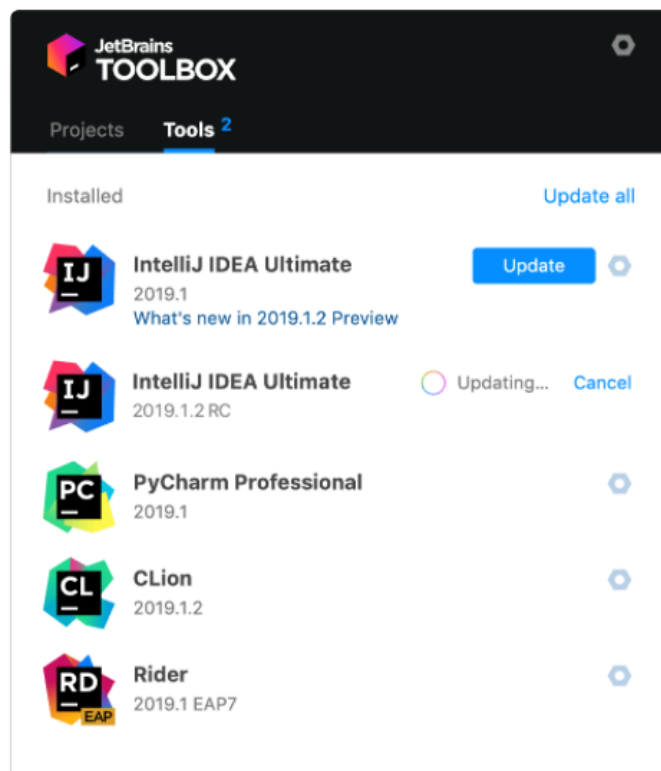 JetBrains
TOOLBOX
Projects Tools 2
Installed Update all
IJ IntelliJ IDEA Ultimate Update
2019.1
What's new in 2019.1.2 Preview
IJ IntelliJ IDEA Ultimate Updating... Cancel
2019.1.2 RC
PC PyCharm Professional
2019.1
CL CLion
2019.1.2
RD Rider
EAP 2019.1 EAP7